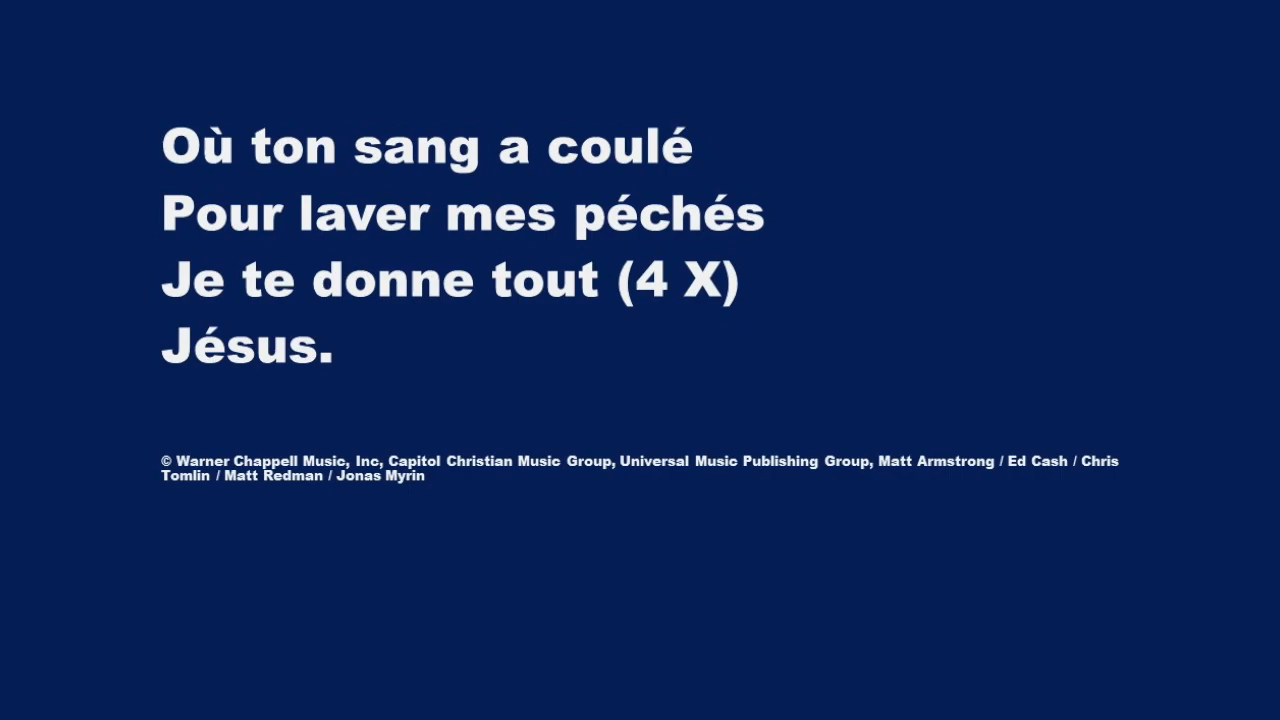 Où ton sang a coulé
Pour laver mes péchés
Je te donne tout (4 X)
Jésus.
© Warner Chappell Music, Inc, Capitol Christian Music Group, Universal Music Publishing Group, Matt Armstrong / Ed Cash / Chris
Tomlin / Matt Redman / Jonas Myrin